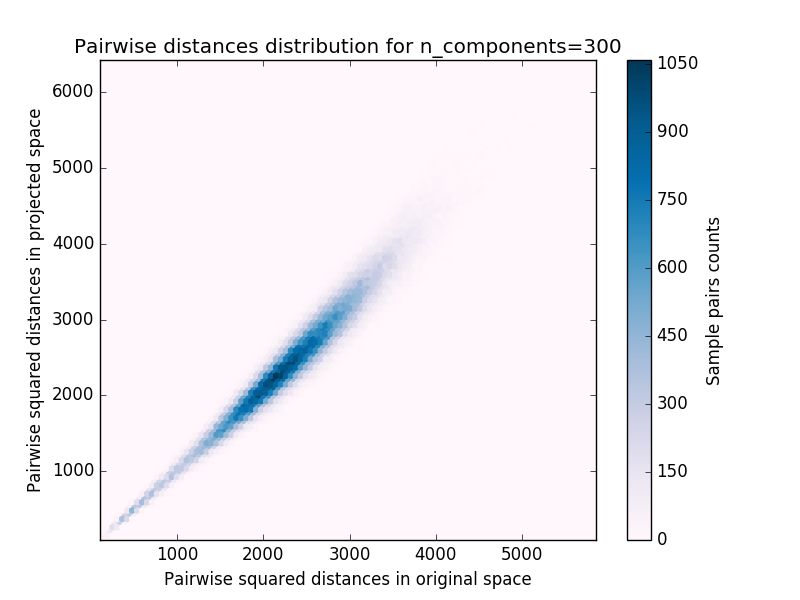 Pairwise distances distribution for n_components=300
Pairwise squared distances in projected space
6000
5000
4000
3000
2000
1000
1000 2000 3000 4000 5000
Pairwise squared distances in original space
1050
900
750
600
450
300
150
0
Sample pairs counts